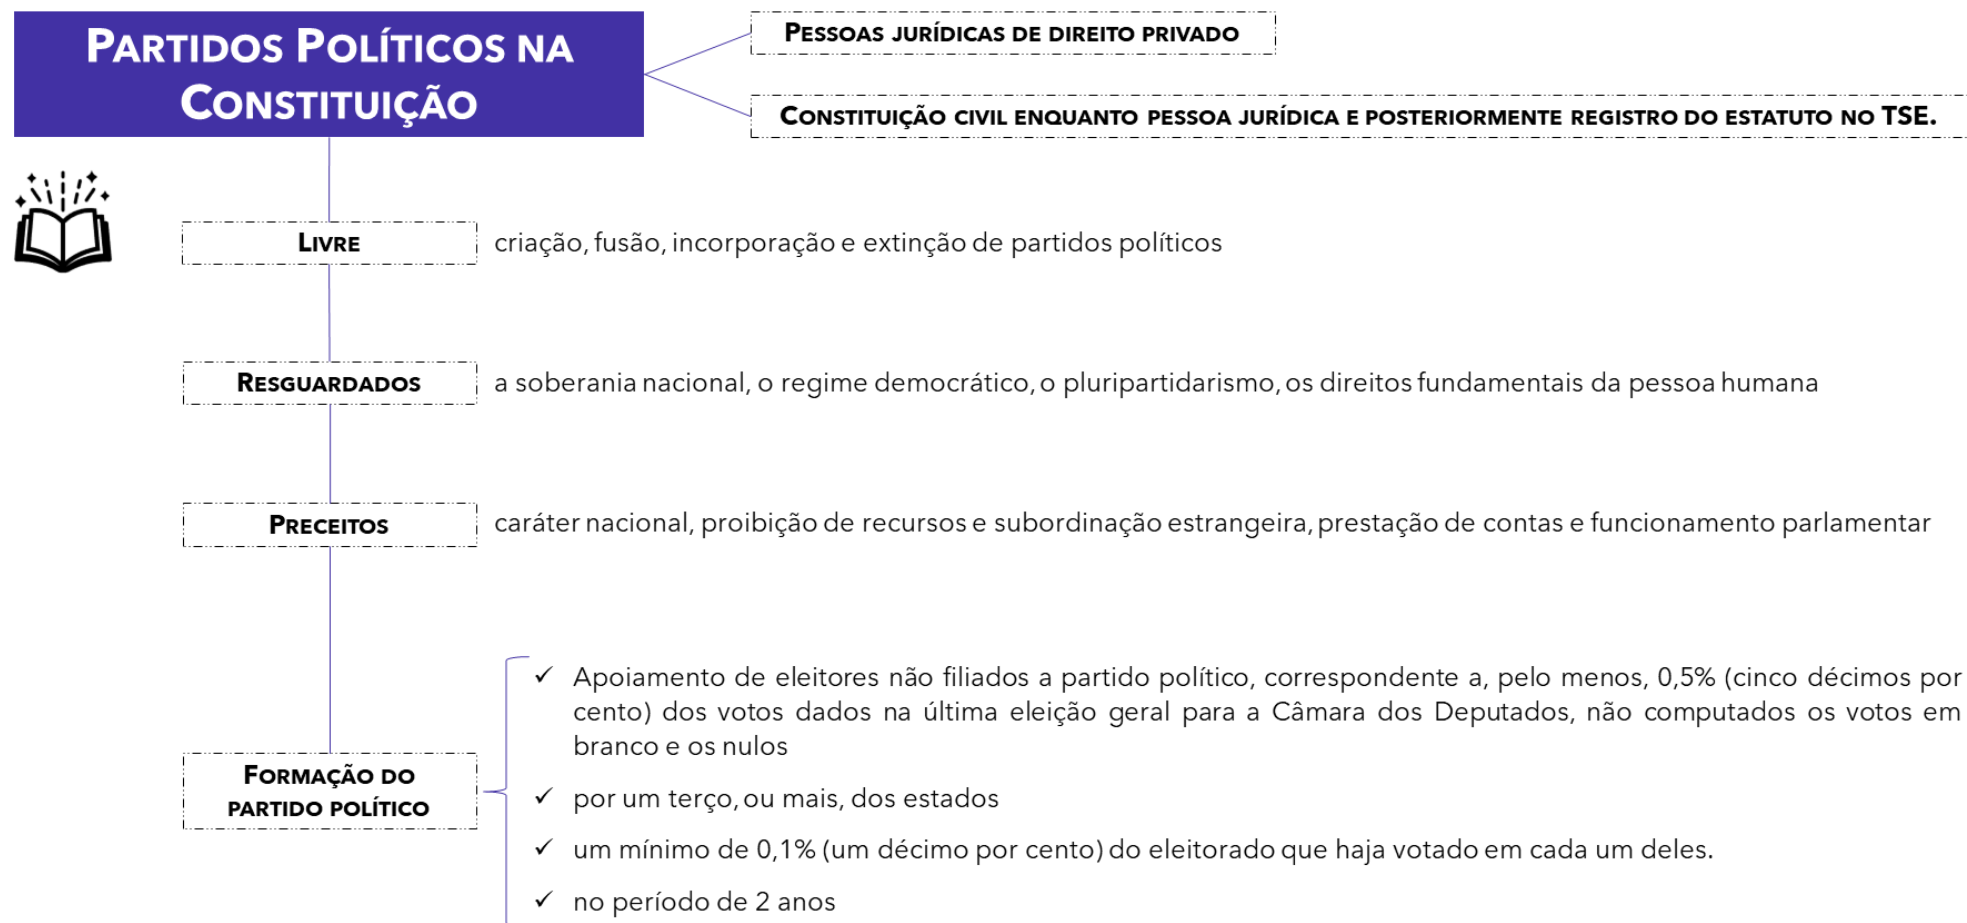 PARTIDOS POLÍTICOS NA
CONSTITUIÇÃO
PESSOAS JURÍDICAS DE DIREITO PRIVADO
CONSTITUIÇÃO CIVIL ENQUANTO PESSOA JURÍDICA E POSTERIORMENTE REGISTRO DO ESTATUTO NO TSE.
LIVRE
criação, fusão, incorporação e extinção de partidos políticos
RESGUARDADOS
a soberania nacional, o regime democrático, o pluripartidarismo, os direitos fundamentais da pessoa humana
PRECEITOS
caráter nacional, proibição de recursos e subordinação estrangeira, prestação de contas e funcionamento parlamentar
FORMAÇÃO DO
PARTIDO POLÍTICO
✓ Apoiamento de eleitores não filiados a partido político, correspondente a, pelo menos, 0,5% (cinco décimos por
cento) dos votos dados na última eleição geral para a Câmara dos Deputados, não computados os votos em
branco e os nulos
✓ por um terço, ou mais, dos estados
✓ um mínimo de 0,1% (um décimo por cento) do eleitorado que haja votado em cada um deles.
✓ no período de 2 anos